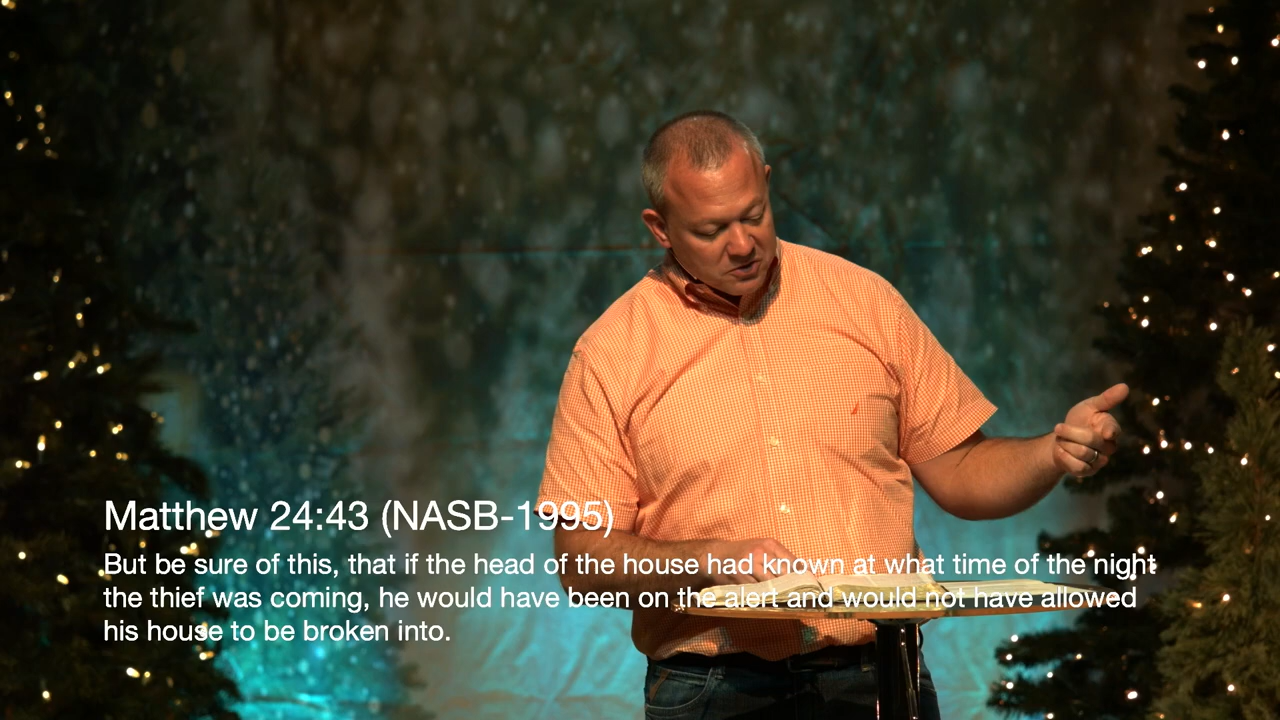 Matthew 24:43 (NASB-1995)
But be sure of this, that if the head of the house had known at what time of the night
the thief was coming, he would have been on the alert and would not have allowed
his house to be broken into.